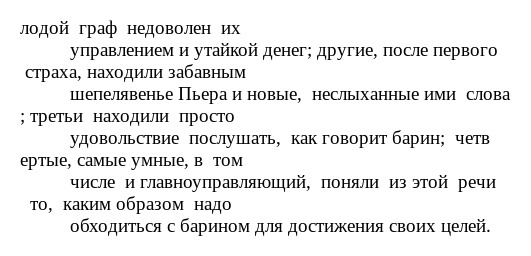 лодой граф недоволен их
управлением и утайкой денег; другие, после первого
страха, находили забавным
шепелявенье Пьера и новые, неслыханные ими слова
; третьи находили просто
удовольствие послушать, как говорит барин; четв
ертые, самые умные, в том
числе и главноуправляющий, поняли из этой речи
то, каким образом надо
обходиться с барином для достижения своих целей.